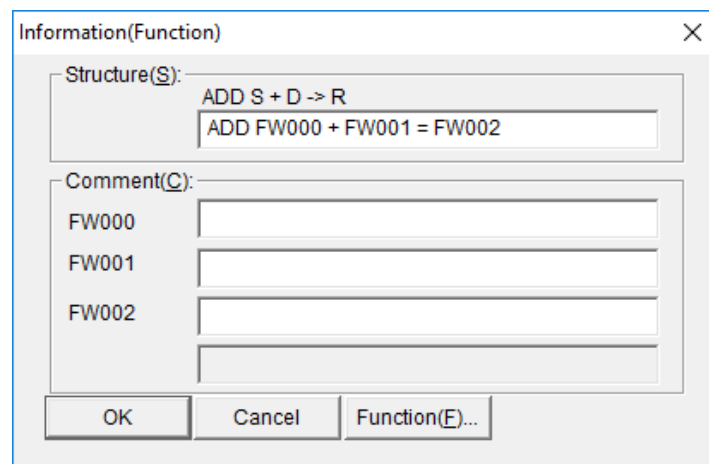 Information(Function)
Structure(S):
ADD S + D -> R
ADD FW000 + FW001 = FW002
Comment(C):
FW000
FW001
FW002
OK Cancel Function(F)...